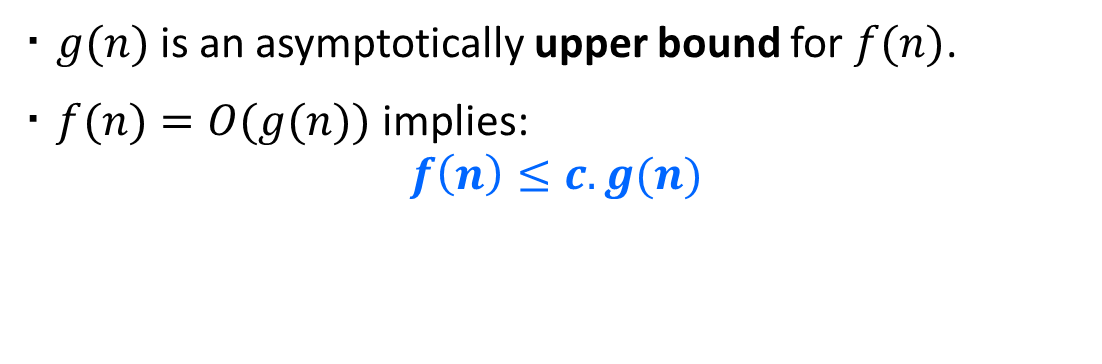 ▪ g(n) is an asymptotically upper bound for f(n).
▪ f(n) = O(g(n)) implies:
f(n) ≤ c. g(n)